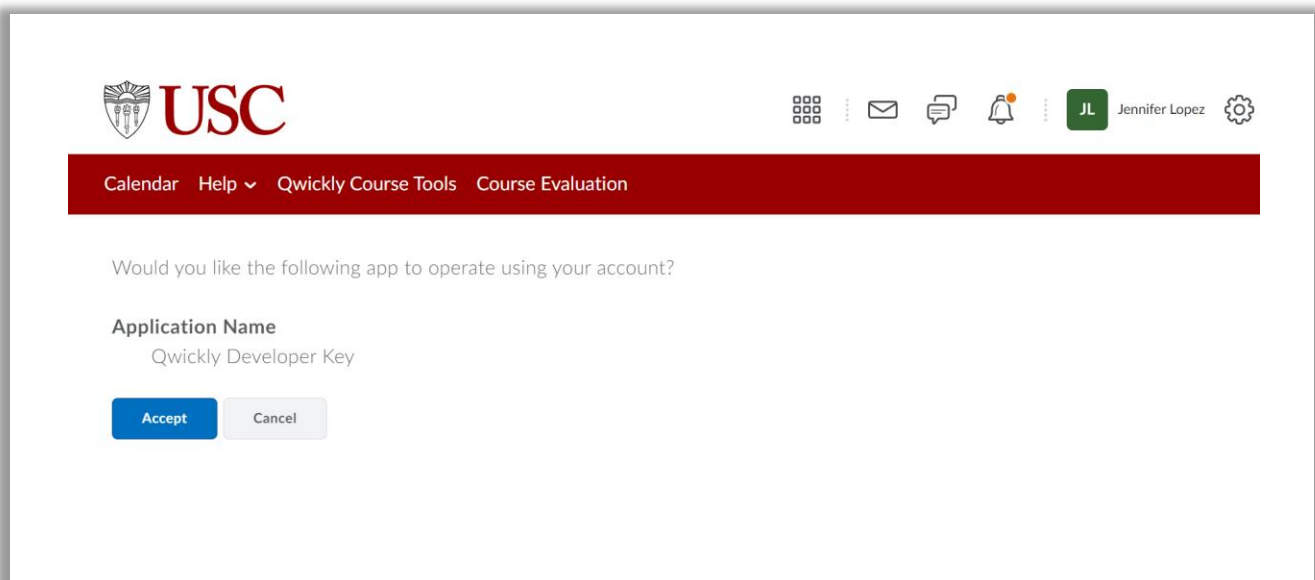 USC
JL Jennifer Lopez
Calendar Help Qwickly Course Tools Course Evaluation
Would you like the following app to operate using your account?
Application Name
Qwickly Developer Key
Accept Cancel